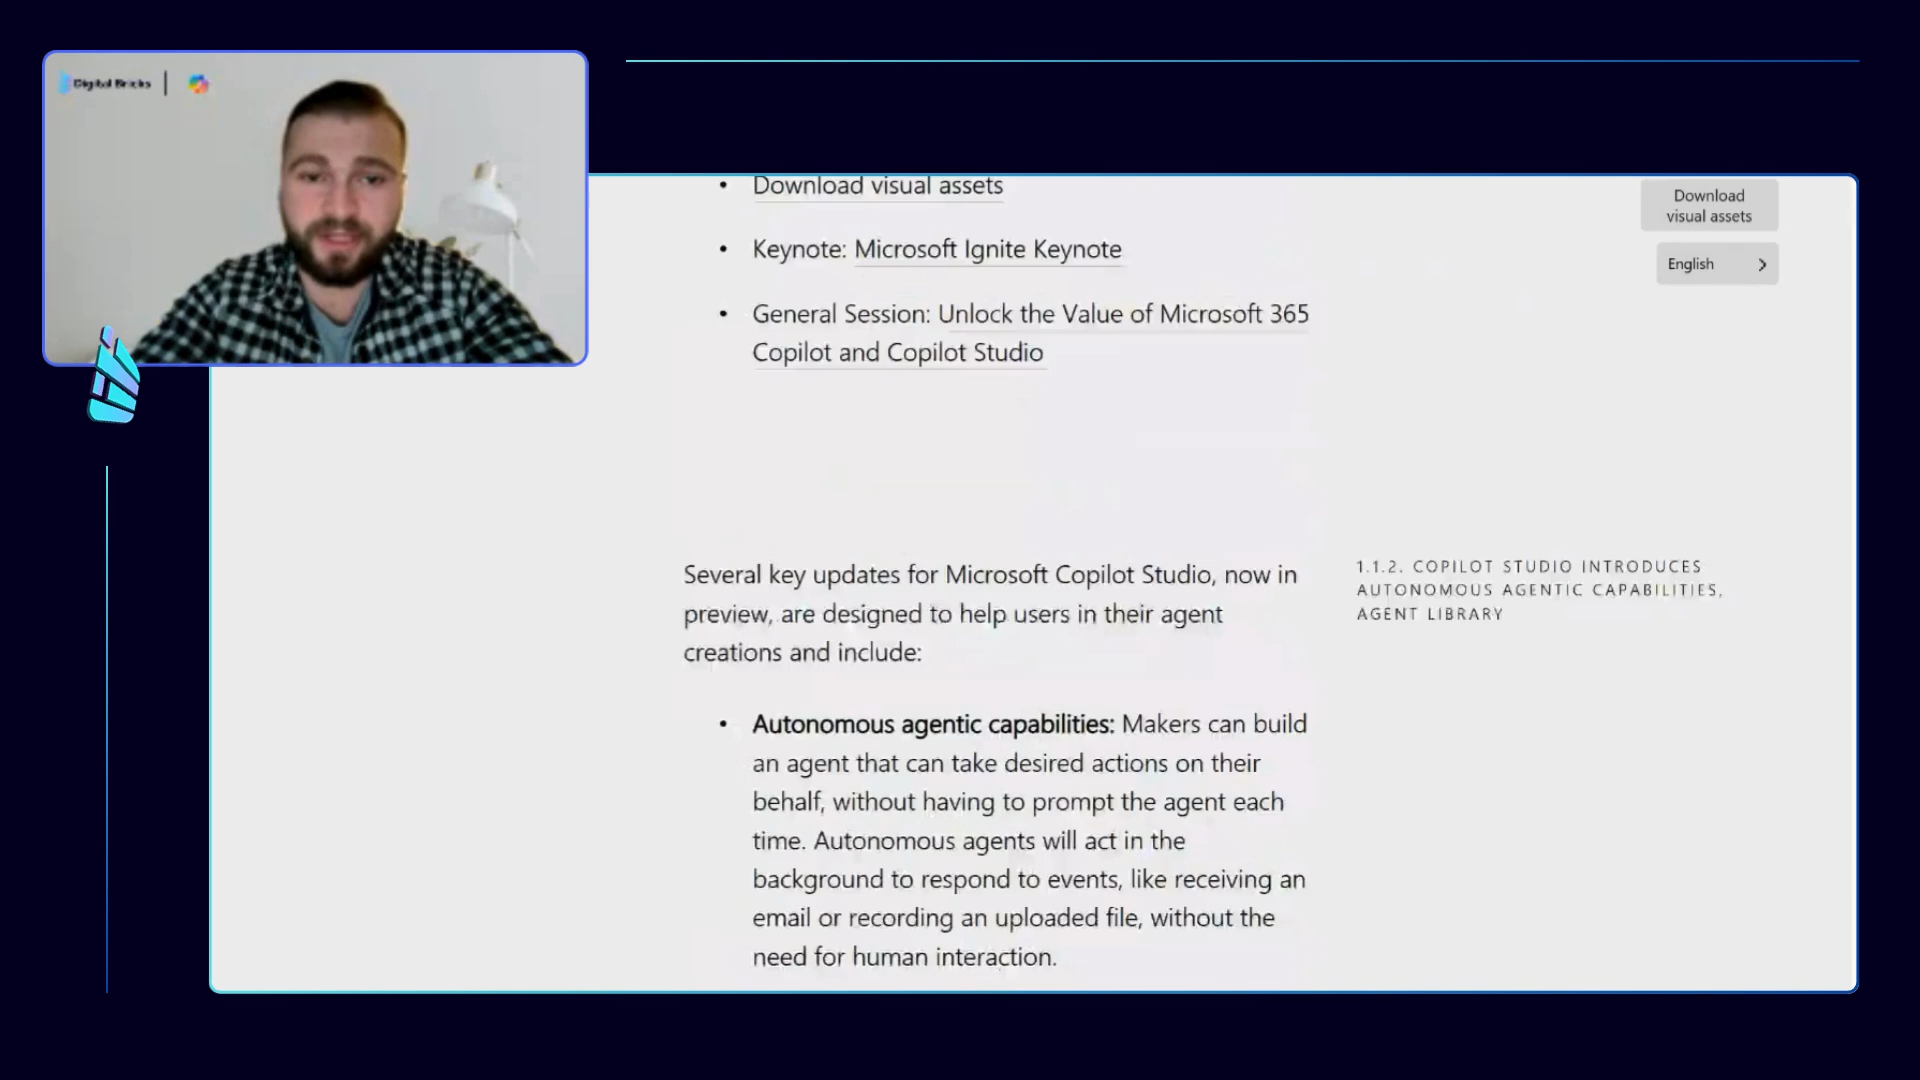 Digital Bricks
Download visual assets
Keynote: Microsoft Ignite Keynote
General Session: Unlock the Value of Microsoft 365
Copilot and Copilot Studio
Download
visual assets
English
Several key updates for Microsoft Copilot Studio, now in
preview, are designed to help users in their agent
creations and include:
1.1.2. COPILOT STUDIO INTRODUCES
AUTONOMOUS AGENTIC CAPABILITIES,
AGENT LIBRARY
Autonomous agentic capabilities: Makers can build
an agent that can take desired actions on their
behalf, without having to prompt the agent each
time. Autonomous agents will act in the
background to respond to events, like receiving an
email or recording an uploaded file, without the
need for human interaction.